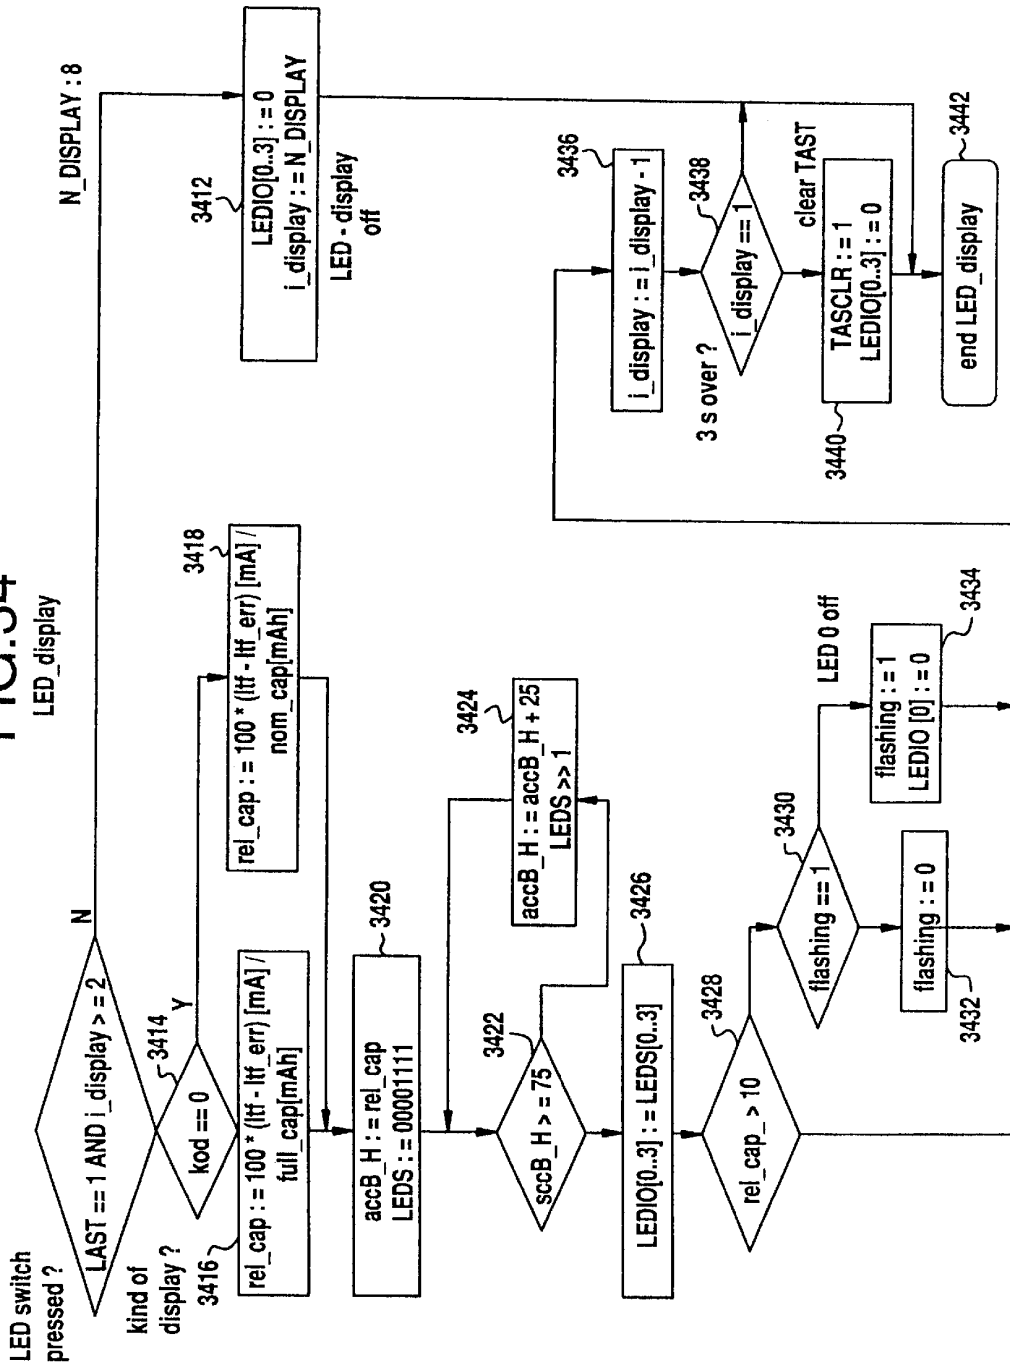 FIG.34
LED_display
LED switch
pressed ?
LAST == 1 AND i_display > = 2
N
N_DISPLAY : 8
3412
LEDIO[0..3] : = 0
i_display : = N_DISPLAY
LED - display
off
kind of
display ?
3414
kod == 0
Y
3416
rel_cap : = 100 * (ltf - ltf_err) [mA] /
full_cap[mAh]
3418
rel_cap : = 100 * (ltf - ltf_err) [mA] /
nom_cap[mAh]
3420
accB_H : = rel_cap
LEDS : = 00001111
3422
sccB_H > = 75
3424
accB_H : = accB_H + 25
LEDS >> 1
3426
LEDIO[0..3] : = LEDS[0..3]
3428
rel_cap_ > 10
3430
flashing == 1
LED 0 off
3432
flashing : = 0
3434
flashing : = 1
LEDIO [0] : = 0
3436
i_display : = i_display - 1
3 s over ?
3438
i_display == 1
clear TAST
3440
TASCLR : = 1
LEDIO[0..3] : = 0
3442
end LED_display